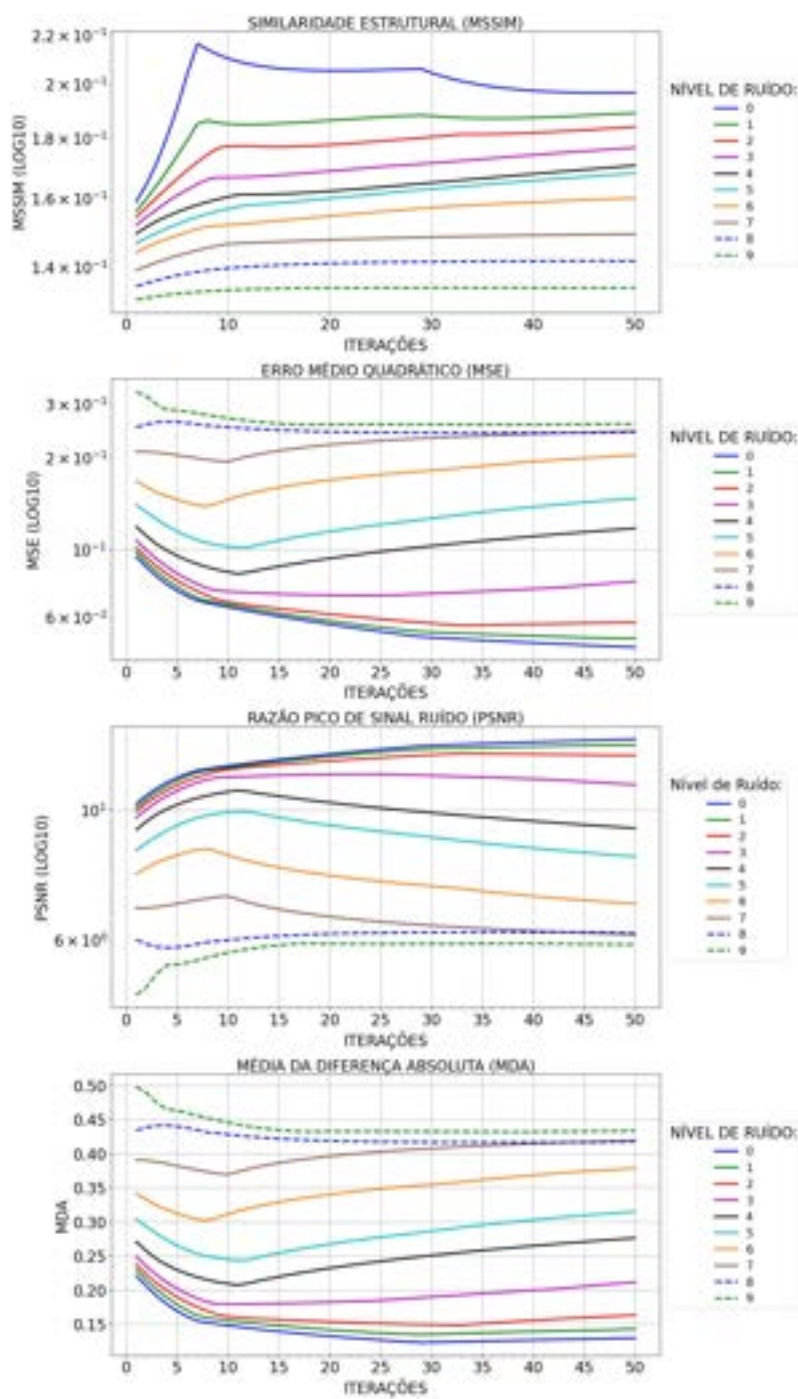 SIMILARIDADE ESTRUTURAL (MSSIM)
2.2 × 10⁻¹
2 × 10⁻¹
1.8 × 10⁻¹
1.6 × 10⁻¹
1.4 × 10⁻¹
MSSIM (LOG10)
0 10 20 30 40 50
ITERAÇÕES
NÍVEL DE RUÍDO:
0
1
2
3
4
5
6
7
8
9
ERRO MÉDIO QUADRÁTICO (MSE)
3 × 10⁻¹
2 × 10⁻¹
10⁻¹
6 × 10⁻²
MSE (LOG10)
0 5 10 15 20 25 30 35 40 45 50
ITERAÇÕES
NÍVEL DE RUÍDO:
0
1
2
3
4
5
6
7
8
9
RAZÃO PICO DE SINAL RUÍDO (PSNR)
10¹
6 × 10⁰
PSNR (LOG10)
0 5 10 15 20 25 30 35 40 45 50
ITERAÇÕES
Nível de Ruído:
0
1
2
3
4
5
6
7
8
9
MÉDIA DA DIFERENÇA ABSOLUTA (MDA)
0.50
0.45
0.40
0.35
0.30
0.25
0.20
0.15
MDA
0 5 10 15 20 25 30 35 40 45 50
ITERAÇÕES
NÍVEL DE RUÍDO:
0
1
2
3
4
5
6
7
8
9